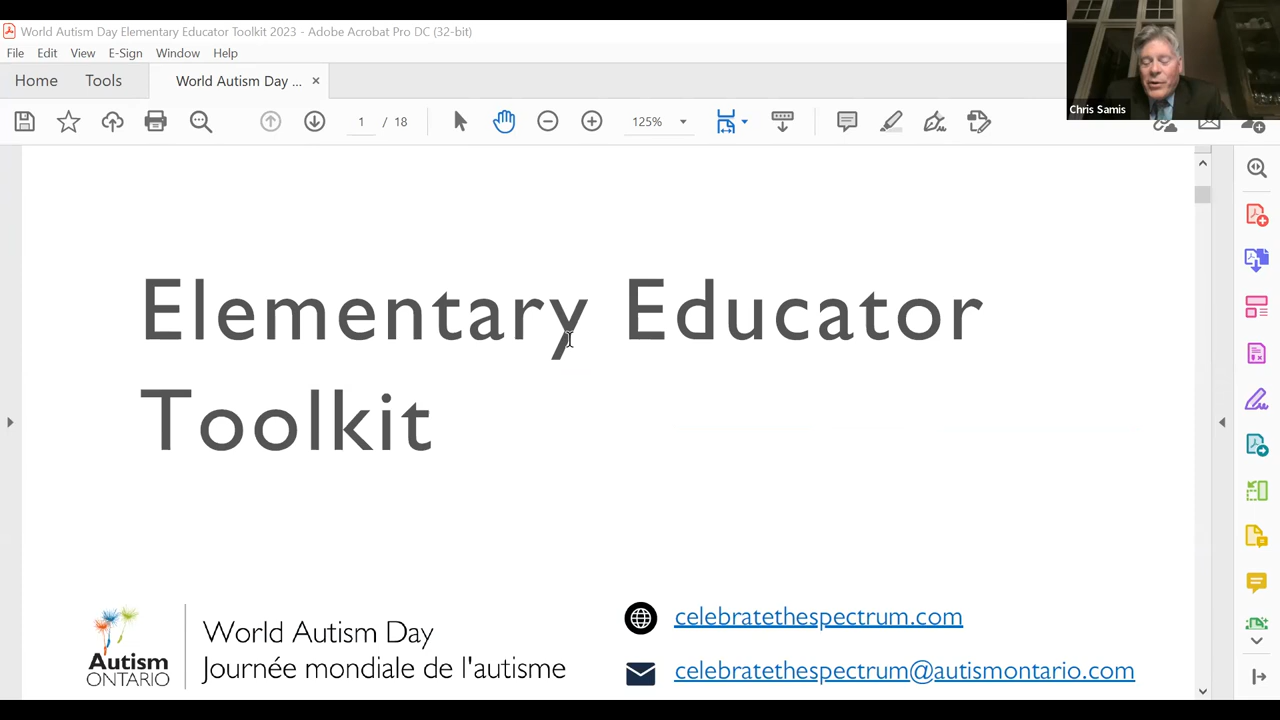 World Autism Day Elementary Educator Toolkit 2023 - Adobe Acrobat Pro DC (32-bit)
File Edit View E-Sign Window Help
Home Tools World Autism Day ... ×
1 / 18 125%
Chris Samis
Elementary Educator
Toolkit
Autism
ONTARIO
World Autism Day
Journée mondiale de l'autisme
celebratethespectrum.com
celebratethespectrum@autismontario.com